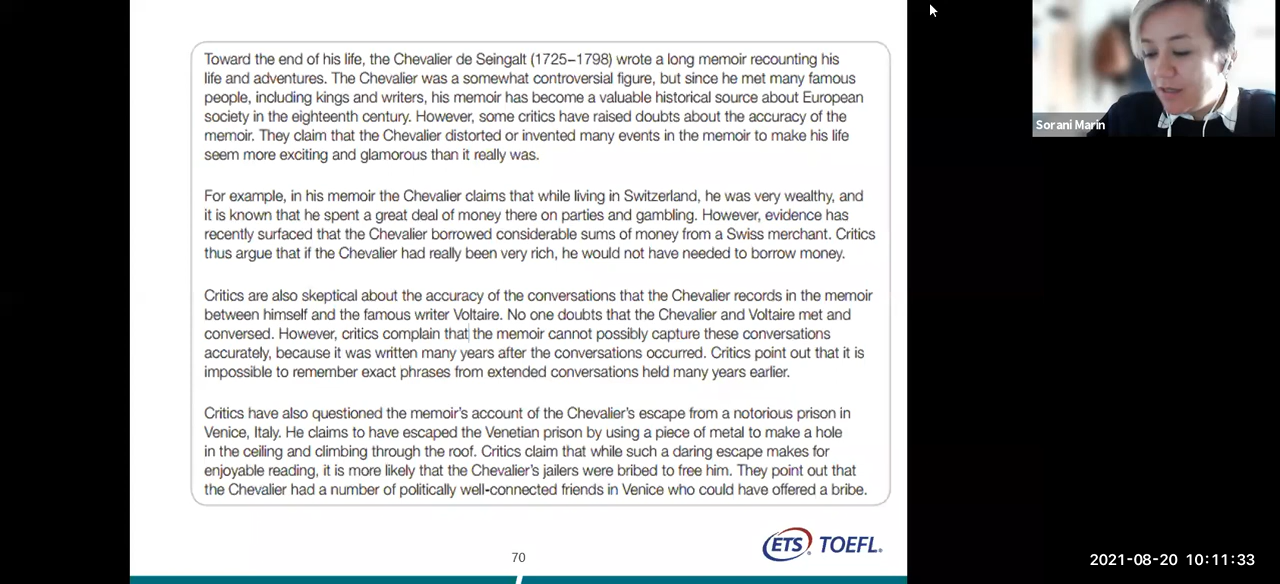 Toward the end of his life, the Chevalier de Seingalt (1725–1798) wrote a long memoir recounting his
life and adventures. The Chevalier was a somewhat controversial figure, but since he met many famous
people, including kings and writers, his memoir has become a valuable historical source about European
society in the eighteenth century. However, some critics have raised doubts about the accuracy of the
memoir. They claim that the Chevalier distorted or invented many events in the memoir to make his life
seem more exciting and glamorous than it really was.
For example, in his memoir the Chevalier claims that while living in Switzerland, he was very wealthy, and
it is known that he spent a great deal of money there on parties and gambling. However, evidence has
recently surfaced that the Chevalier borrowed considerable sums of money from a Swiss merchant. Critics
thus argue that if the Chevalier had really been very rich, he would not have needed to borrow money.
Critics are also skeptical about the accuracy of the conversations that the Chevalier records in the memoir
between himself and the famous writer Voltaire. No one doubts that the Chevalier and Voltaire met and
conversed. However, critics complain that the memoir cannot possibly capture these conversations
accurately, because it was written many years after the conversations occurred. Critics point out that it is
impossible to remember exact phrases from extended conversations held many years earlier.
Critics have also questioned the memoir's account of the Chevalier's escape from a notorious prison in
Venice, Italy. He claims to have escaped the Venetian prison by using a piece of metal to make a hole
in the ceiling and climbing through the roof. Critics claim that while such a daring escape makes for
enjoyable reading, it is more likely that the Chevalier's jailers were bribed to free him. They point out that
the Chevalier had a number of politically well-connected friends in Venice who could have offered a bribe.
70
ETS TOEFL
Sorani Marin
2021-08-20 10:11:33